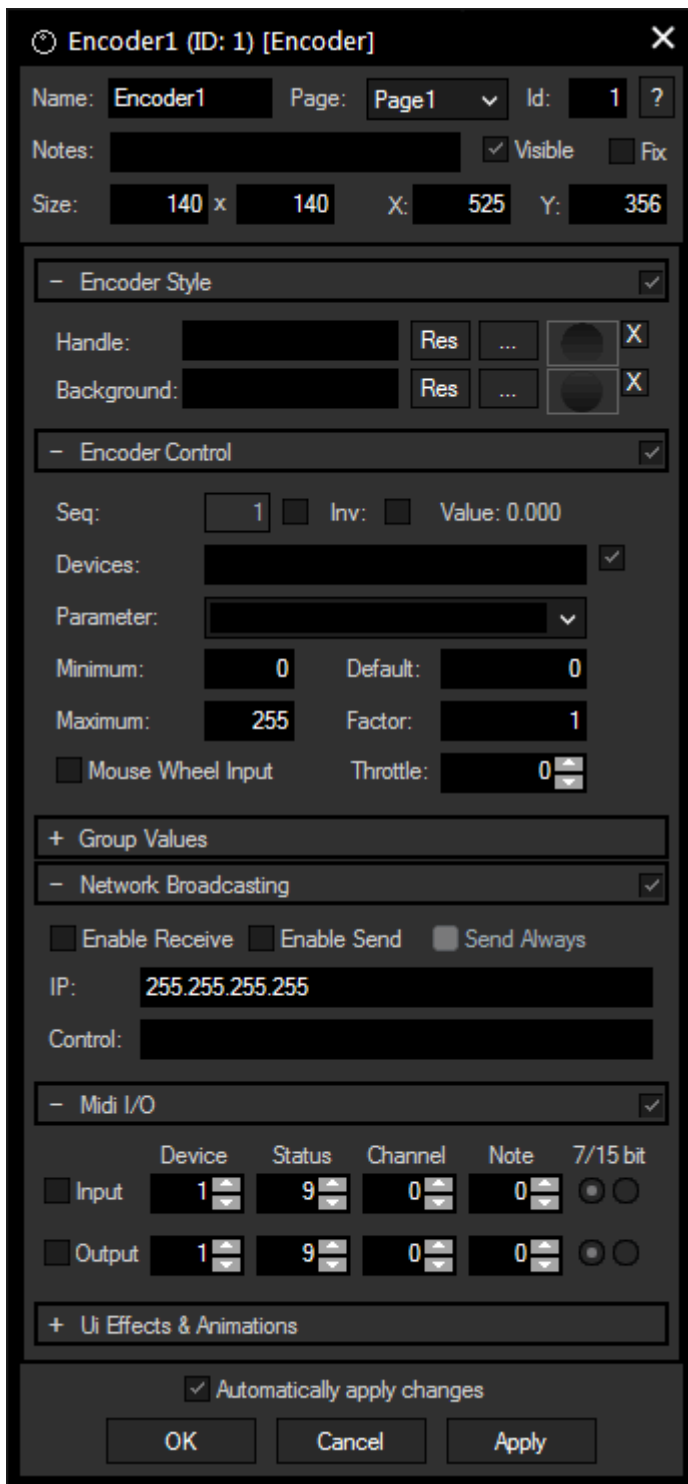 Encoder1 (ID: 1) [Encoder]
Name: Encoder1 Page: Page1 Id: 1 ?
Notes: Visible Fix
Size: 140 x 140 X: 525 Y: 356
− Encoder Style
Handle: Res ... X
Background: Res ... X
− Encoder Control
Seq: 1 Inv: Value: 0.000
Devices:
Parameter:
Minimum: 0 Default: 0
Maximum: 255 Factor: 1
Mouse Wheel Input Throttle: 0
+ Group Values
− Network Broadcasting
Enable Receive Enable Send Send Always
IP: 255.255.255.255
Control:
− Midi I/O
Device Status Channel Note 7/15 bit
Input 1 9 0 0
Output 1 9 0 0
+ Ui Effects & Animations
Automatically apply changes
OK Cancel Apply